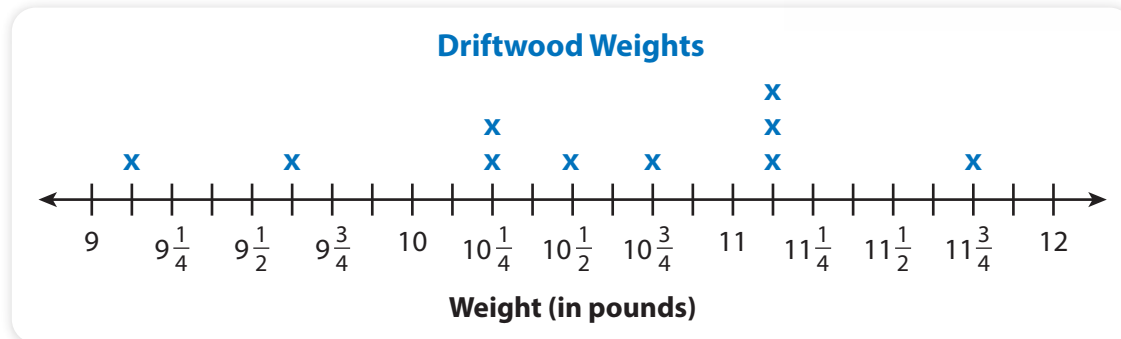 Driftwood Weights
x
x x
x x x x x x x
9 9 1/4 9 1/2 9 3/4 10 10 1/4 10 1/2 10 3/4 11 11 1/4 11 1/2 11 3/4 12
Weight (in pounds)